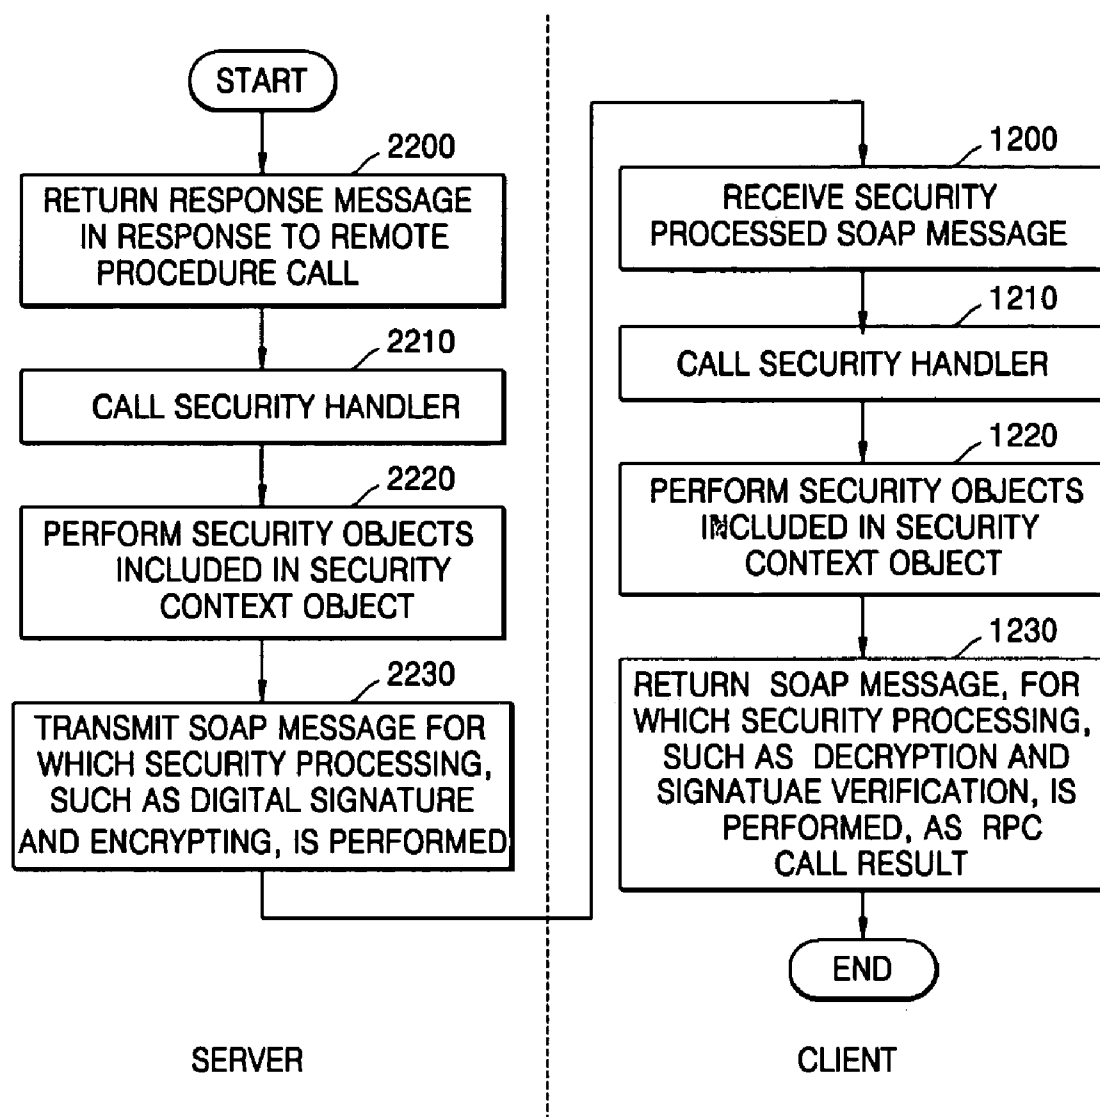 START
2200
RETURN RESPONSE MESSAGE
IN RESPONSE TO REMOTE
PROCEDURE CALL
2210
CALL SECURITY HANDLER
2220
PERFORM SECURITY OBJECTS
INCLUDED IN SECURITY
CONTEXT OBJECT
2230
TRANSMIT SOAP MESSAGE FOR
WHICH SECURITY PROCESSING,
SUCH AS DIGITAL SIGNATURE
AND ENCRYPTING, IS PERFORMED
SERVER
1200
RECEIVE SECURITY
PROCESSED SOAP MESSAGE
1210
CALL SECURITY HANDLER
1220
PERFORM SECURITY OBJECTS
INCLUDED IN SECURITY
CONTEXT OBJECT
1230
RETURN SOAP MESSAGE, FOR
WHICH SECURITY PROCESSING,
SUCH AS DECRYPTION AND
SIGNATUAE VERIFICATION, IS
PERFORMED, AS RPC
CALL RESULT
END
CLIENT